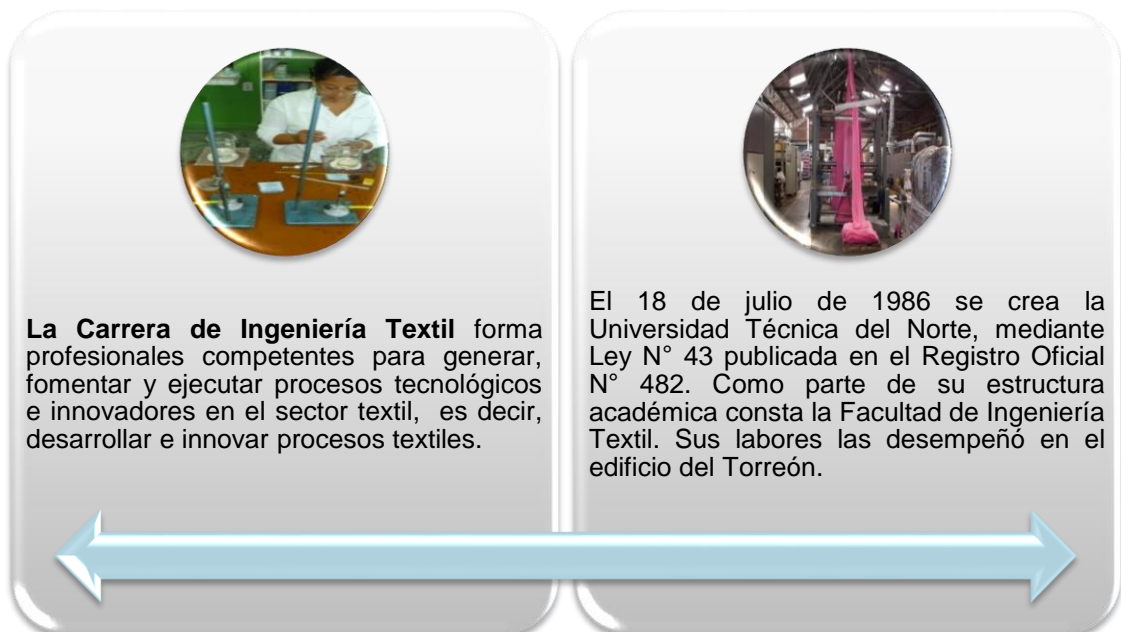 La Carrera de Ingeniería Textil forma
profesionales competentes para generar,
fomentar y ejecutar procesos tecnológicos
e innovadores en el sector textil, es decir,
desarrollar e innovar procesos textiles.
El 18 de julio de 1986 se crea la
Universidad Técnica del Norte, mediante
Ley N° 43 publicada en el Registro Oficial
N° 482. Como parte de su estructura
académica consta la Facultad de Ingeniería
Textil. Sus labores las desempeñó en el
edificio del Torreón.